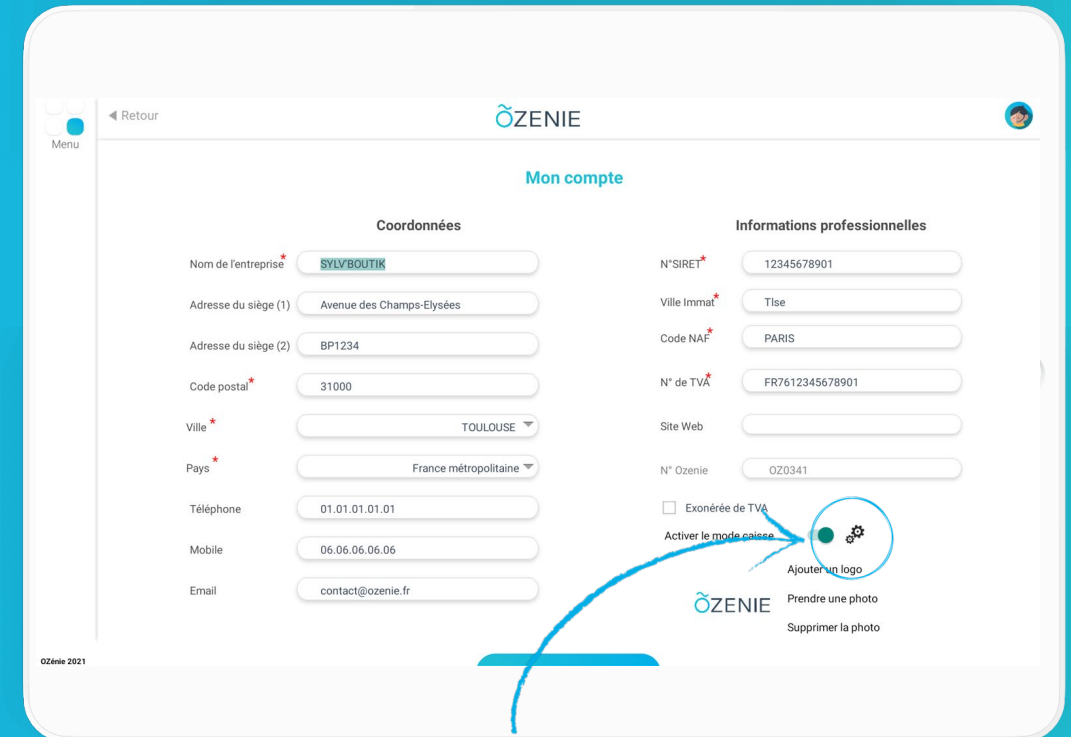 Retour
ÕZENIE
Menu
Mon compte
Coordonnées
Nom de l'entreprise* SYLV'BOUTIK
Adresse du siège (1) Avenue des Champs-Elysées
Adresse du siège (2) BP1234
Code postal* 31000
Ville * TOULOUSE
Pays * France métropolitaine
Téléphone 01.01.01.01.01
Mobile 06.06.06.06.06
Email contact@ozenie.fr
Informations professionnelles
N°SIRET* 12345678901
Ville Immat* Tlse
Code NAF* PARIS
N° de TVA* FR7612345678901
Site Web
N° Ozenie OZ0341
Exonérée de TVA
Activer le mode caisse
Ajouter un logo
ÕZENIE
Prendre une photo
Supprimer la photo
OZénie 2021